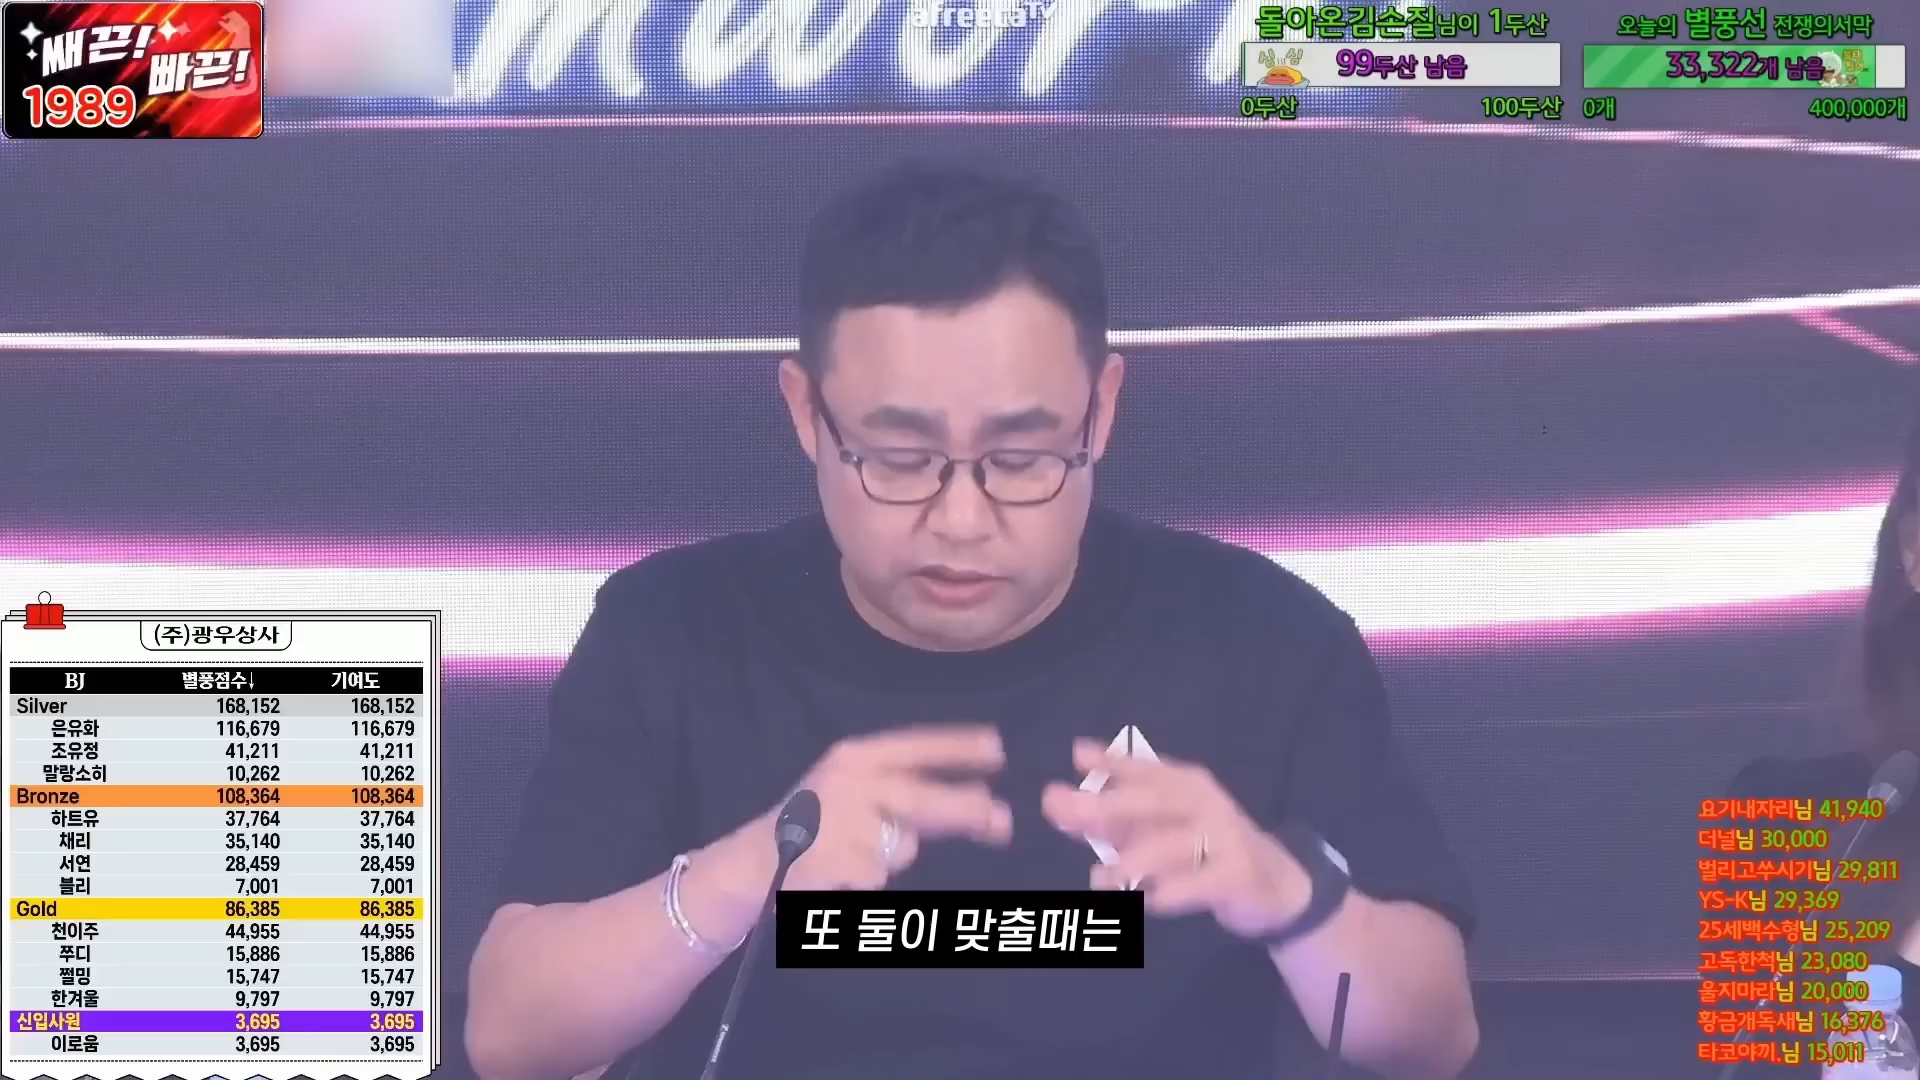 째끈!
빠끈!
1989
afreecaTV
돌아온김손질님이 1두산
99두산 남음
0두산 100두산
오늘의 별풍선 전쟁의서막
33,322개 남음
0개 400,000개
(주)광우상사
BJ 별풍점수↓ 기여도
Silver 168,152 168,152
은유화 116,679 116,679
조유정 41,211 41,211
말랑소히 10,262 10,262
Bronze 108,364 108,364
하트유 37,764 37,764
채리 35,140 35,140
서연 28,459 28,459
블리 7,001 7,001
Gold 86,385 86,385
천이주 44,955 44,955
쭈디 15,886 15,886
쩔밍 15,747 15,747
한겨울 9,797 9,797
신입사원 3,695 3,695
이로움 3,695 3,695
또 둘이 맞출때는
요기내자리님 41,940
더널님 30,000
벌리고쑤시기님 29,811
YS-K님 29,369
25세백수형님 25,209
고독한척님 23,080
울지마라님 20,000
황금개독새님 16,376
타코야끼.님 15,011